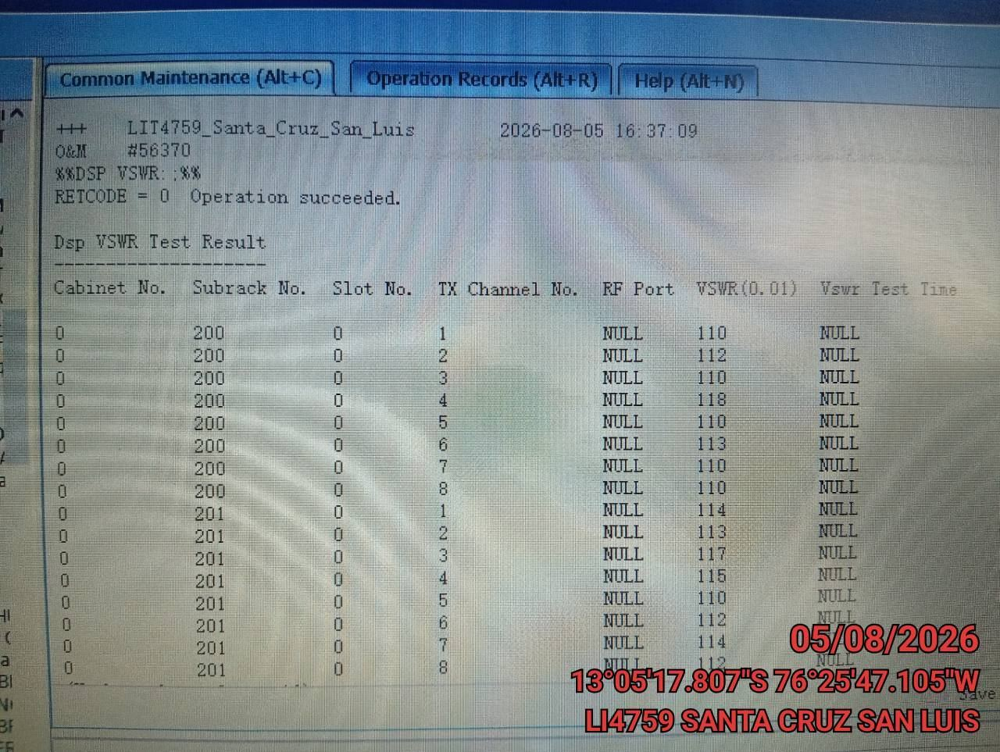 Common Maintenance (Alt+C) Operation Records (Alt+R) Help (Alt+N)
+++ LIT4759_Santa_Cruz_San_Luis 2026-08-05 16:37:09
O&M #56370
%%DSP VSWR:;%%
RETCODE = 0 Operation succeeded.
Dsp VSWR Test Result
--------------------
Cabinet No. Subrack No. Slot No. TX Channel No. RF Port VSWR(0.01) Vswr Test Time
0 200 0 1 NULL 110 NULL
0 200 0 2 NULL 112 NULL
0 200 0 3 NULL 110 NULL
0 200 0 4 NULL 118 NULL
0 200 0 5 NULL 110 NULL
0 200 0 6 NULL 113 NULL
0 200 0 7 NULL 110 NULL
0 200 0 8 NULL 110 NULL
0 201 0 1 NULL 114 NULL
0 201 0 2 NULL 113 NULL
0 201 0 3 NULL 117 NULL
0 201 0 4 NULL 115 NULL
0 201 0 5 NULL 110 NULL
0 201 0 6 NULL 112 NULL
0 201 0 7 NULL 114
0 201 0 8 NULL 112 NULL
Save
05/08/2026
13°05'17.807"S 76°25'47.105"W
LI4759 SANTA CRUZ SAN LUIS